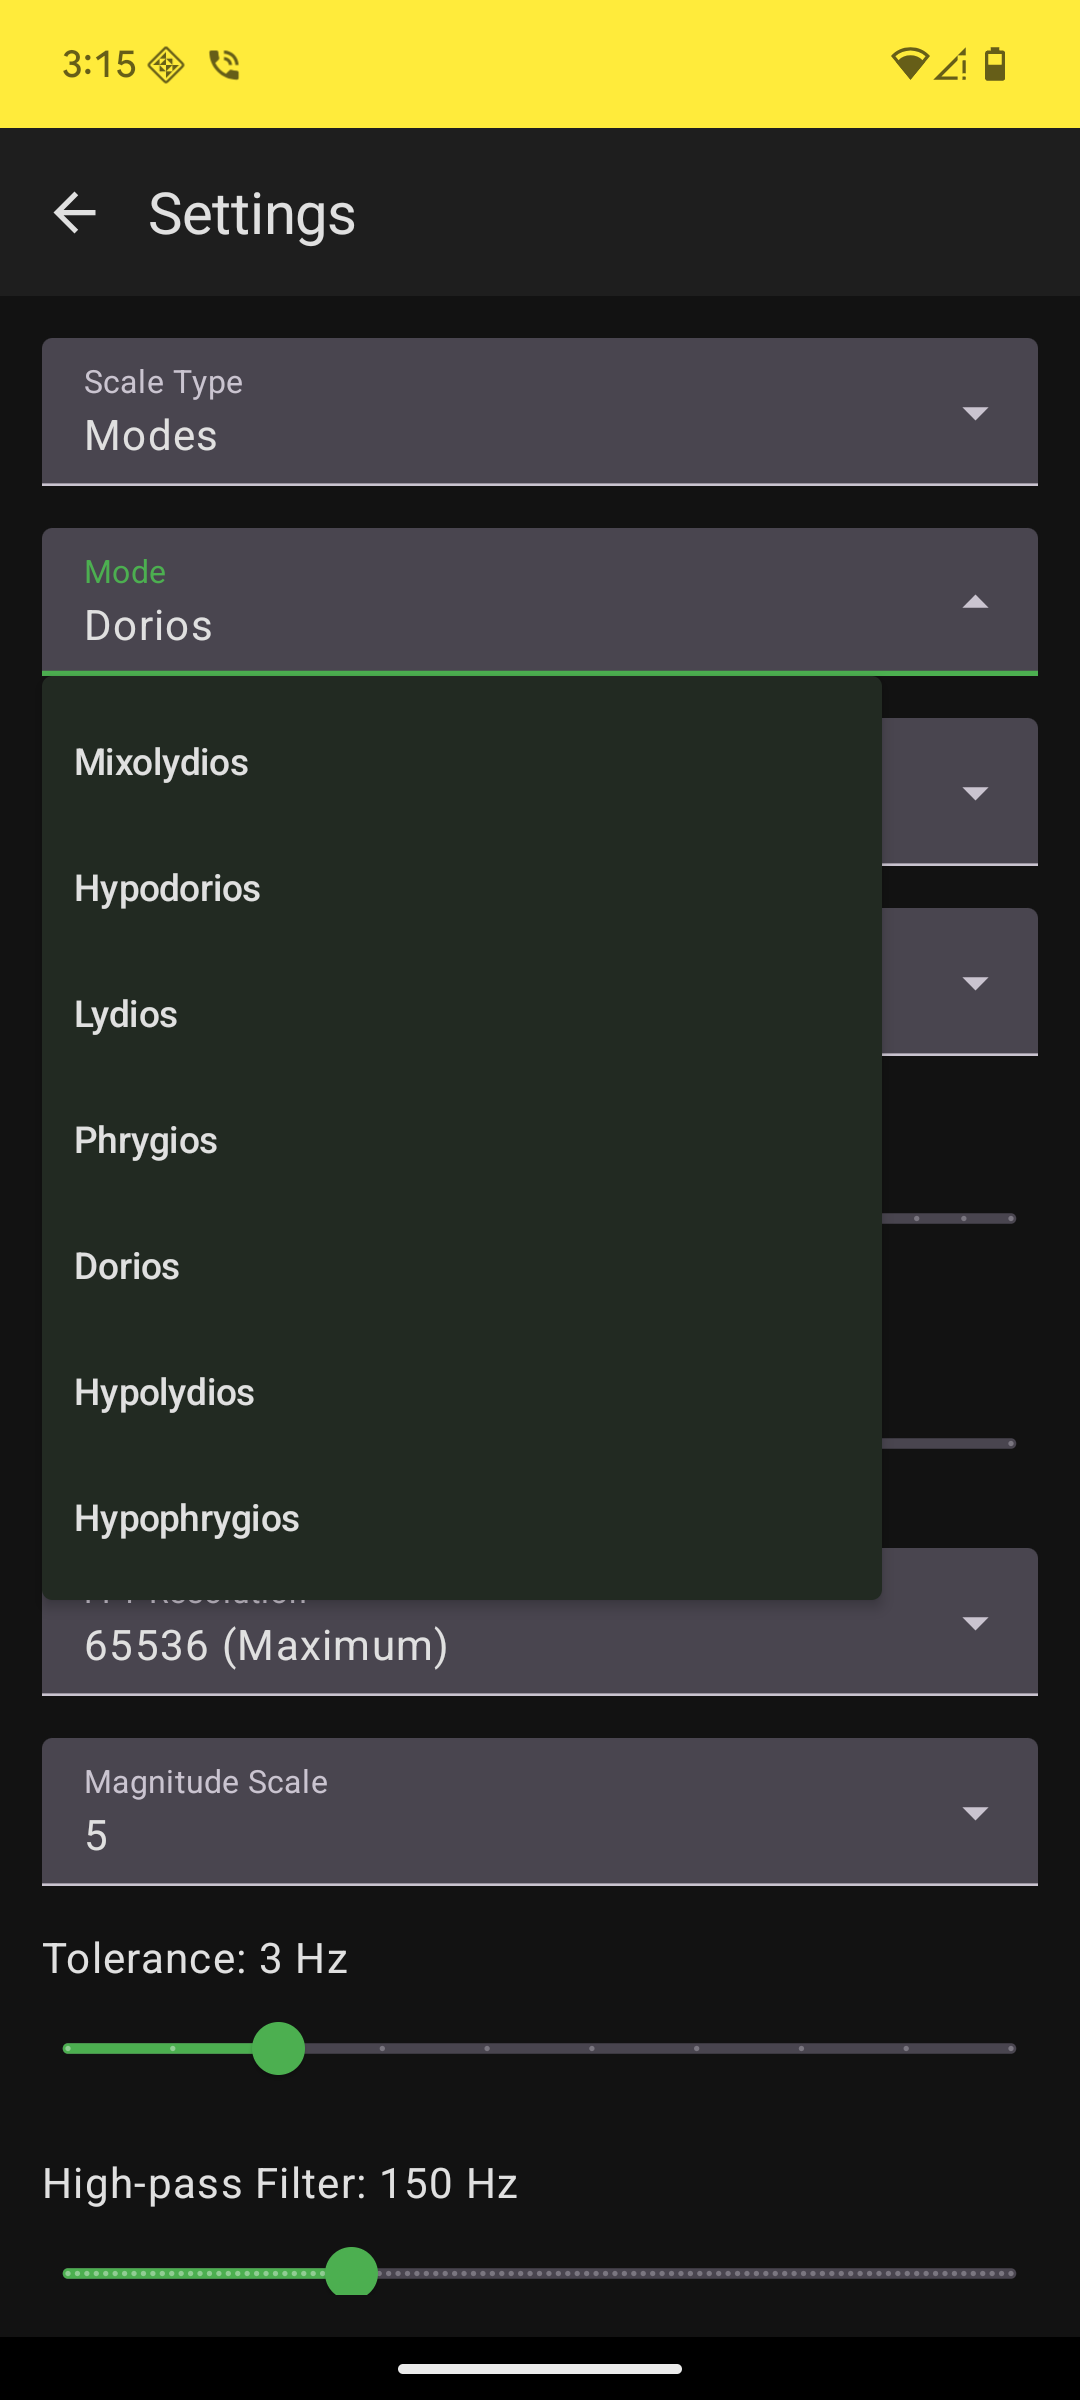 3:15
Settings
Scale Type
Modes
Mode
Dorios
Mixolydios
Hypodorios
Lydios
Phrygios
Dorios
Hypolydios
Hypophrygios
65536 (Maximum)
Magnitude Scale
5
Tolerance: 3 Hz
High-pass Filter: 150 Hz